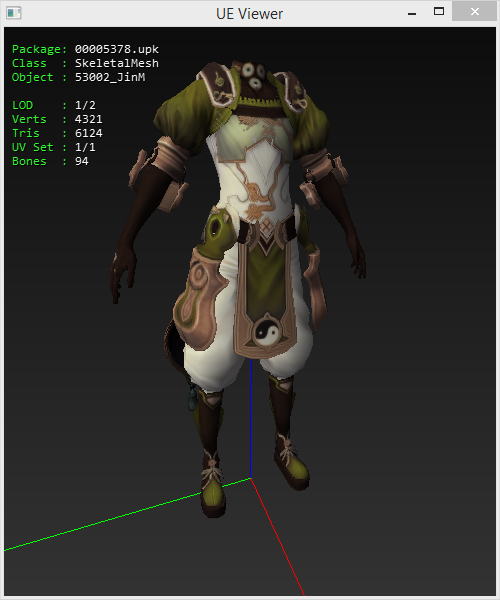 UE Viewer
Package: 00005378.upk
Class  : SkeletalMesh
Object : 53002_JinM
LOD    : 1/2
Verts  : 4321
Tris   : 6124
UV Set : 1/1
Bones  : 94